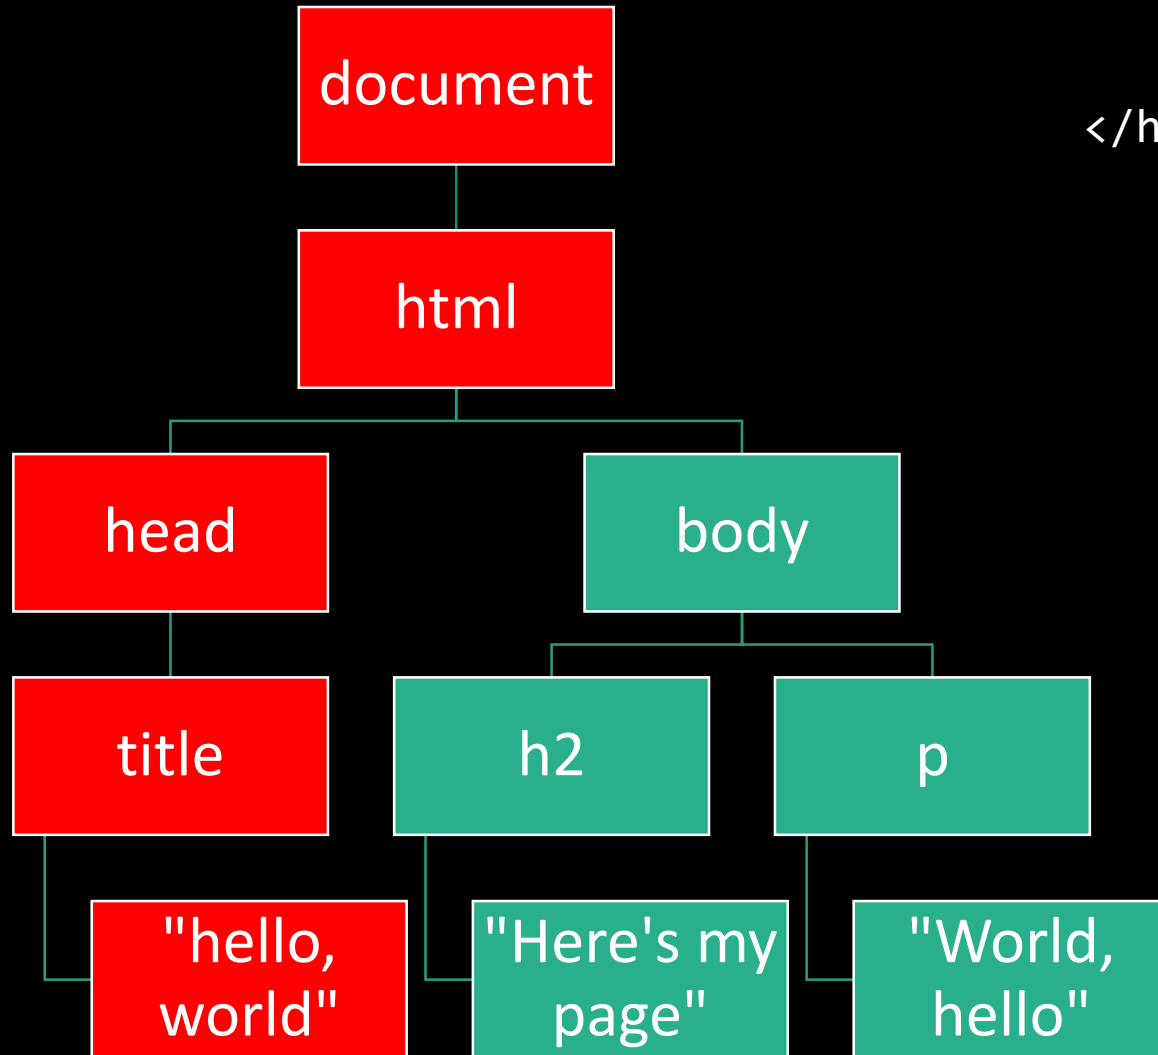 document
</h
html
head
body
title
h2
p
"hello,
world"
"Here's my
page"
"World,
hello"